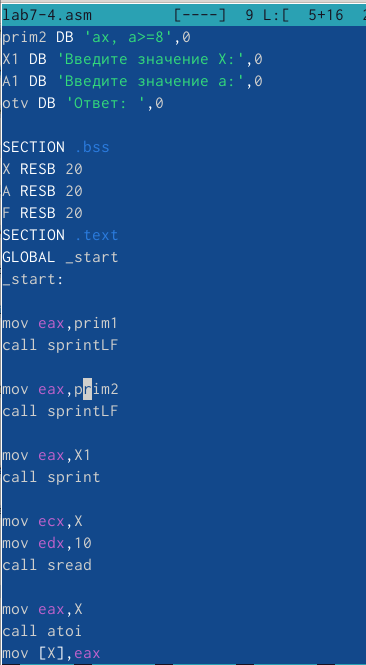 lab7-4.asm [----] 9 L:[ 5+16 2
prim2 DB 'ax, a>=8',0
X1 DB 'Введите значение X:',0
A1 DB 'Введите значение a:',0
otv DB 'Ответ: ',0
SECTION .bss
X RESB 20
A RESB 20
F RESB 20
SECTION .text
GLOBAL _start
_start:
mov eax,prim1
call sprintLF
mov eax,prim2
call sprintLF
mov eax,X1
call sprint
mov ecx,X
mov edx,10
call sread
mov eax,X
call atoi
mov [X],eax